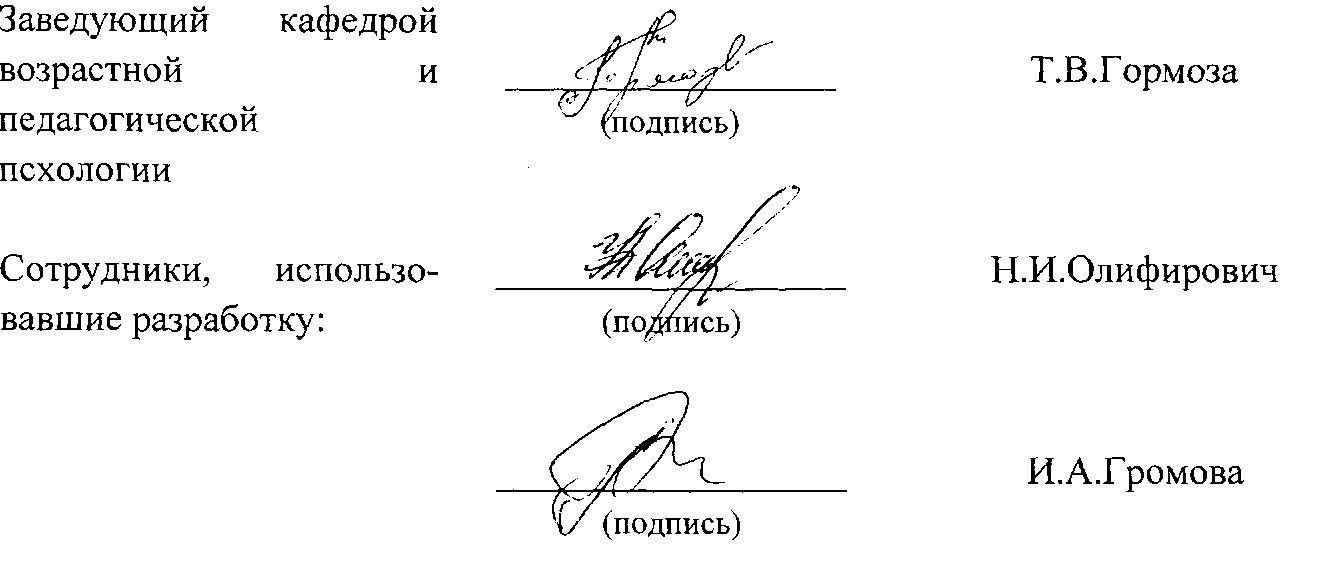 Заведующий кафедрой
возрастной и
педагогической
псхологии
Т.В.Гормоза
(подпись)
Сотрудники, использо-
вавшие разработку:
Н.И.Олифирович
(подпись)
И.А.Громова
(подпись)